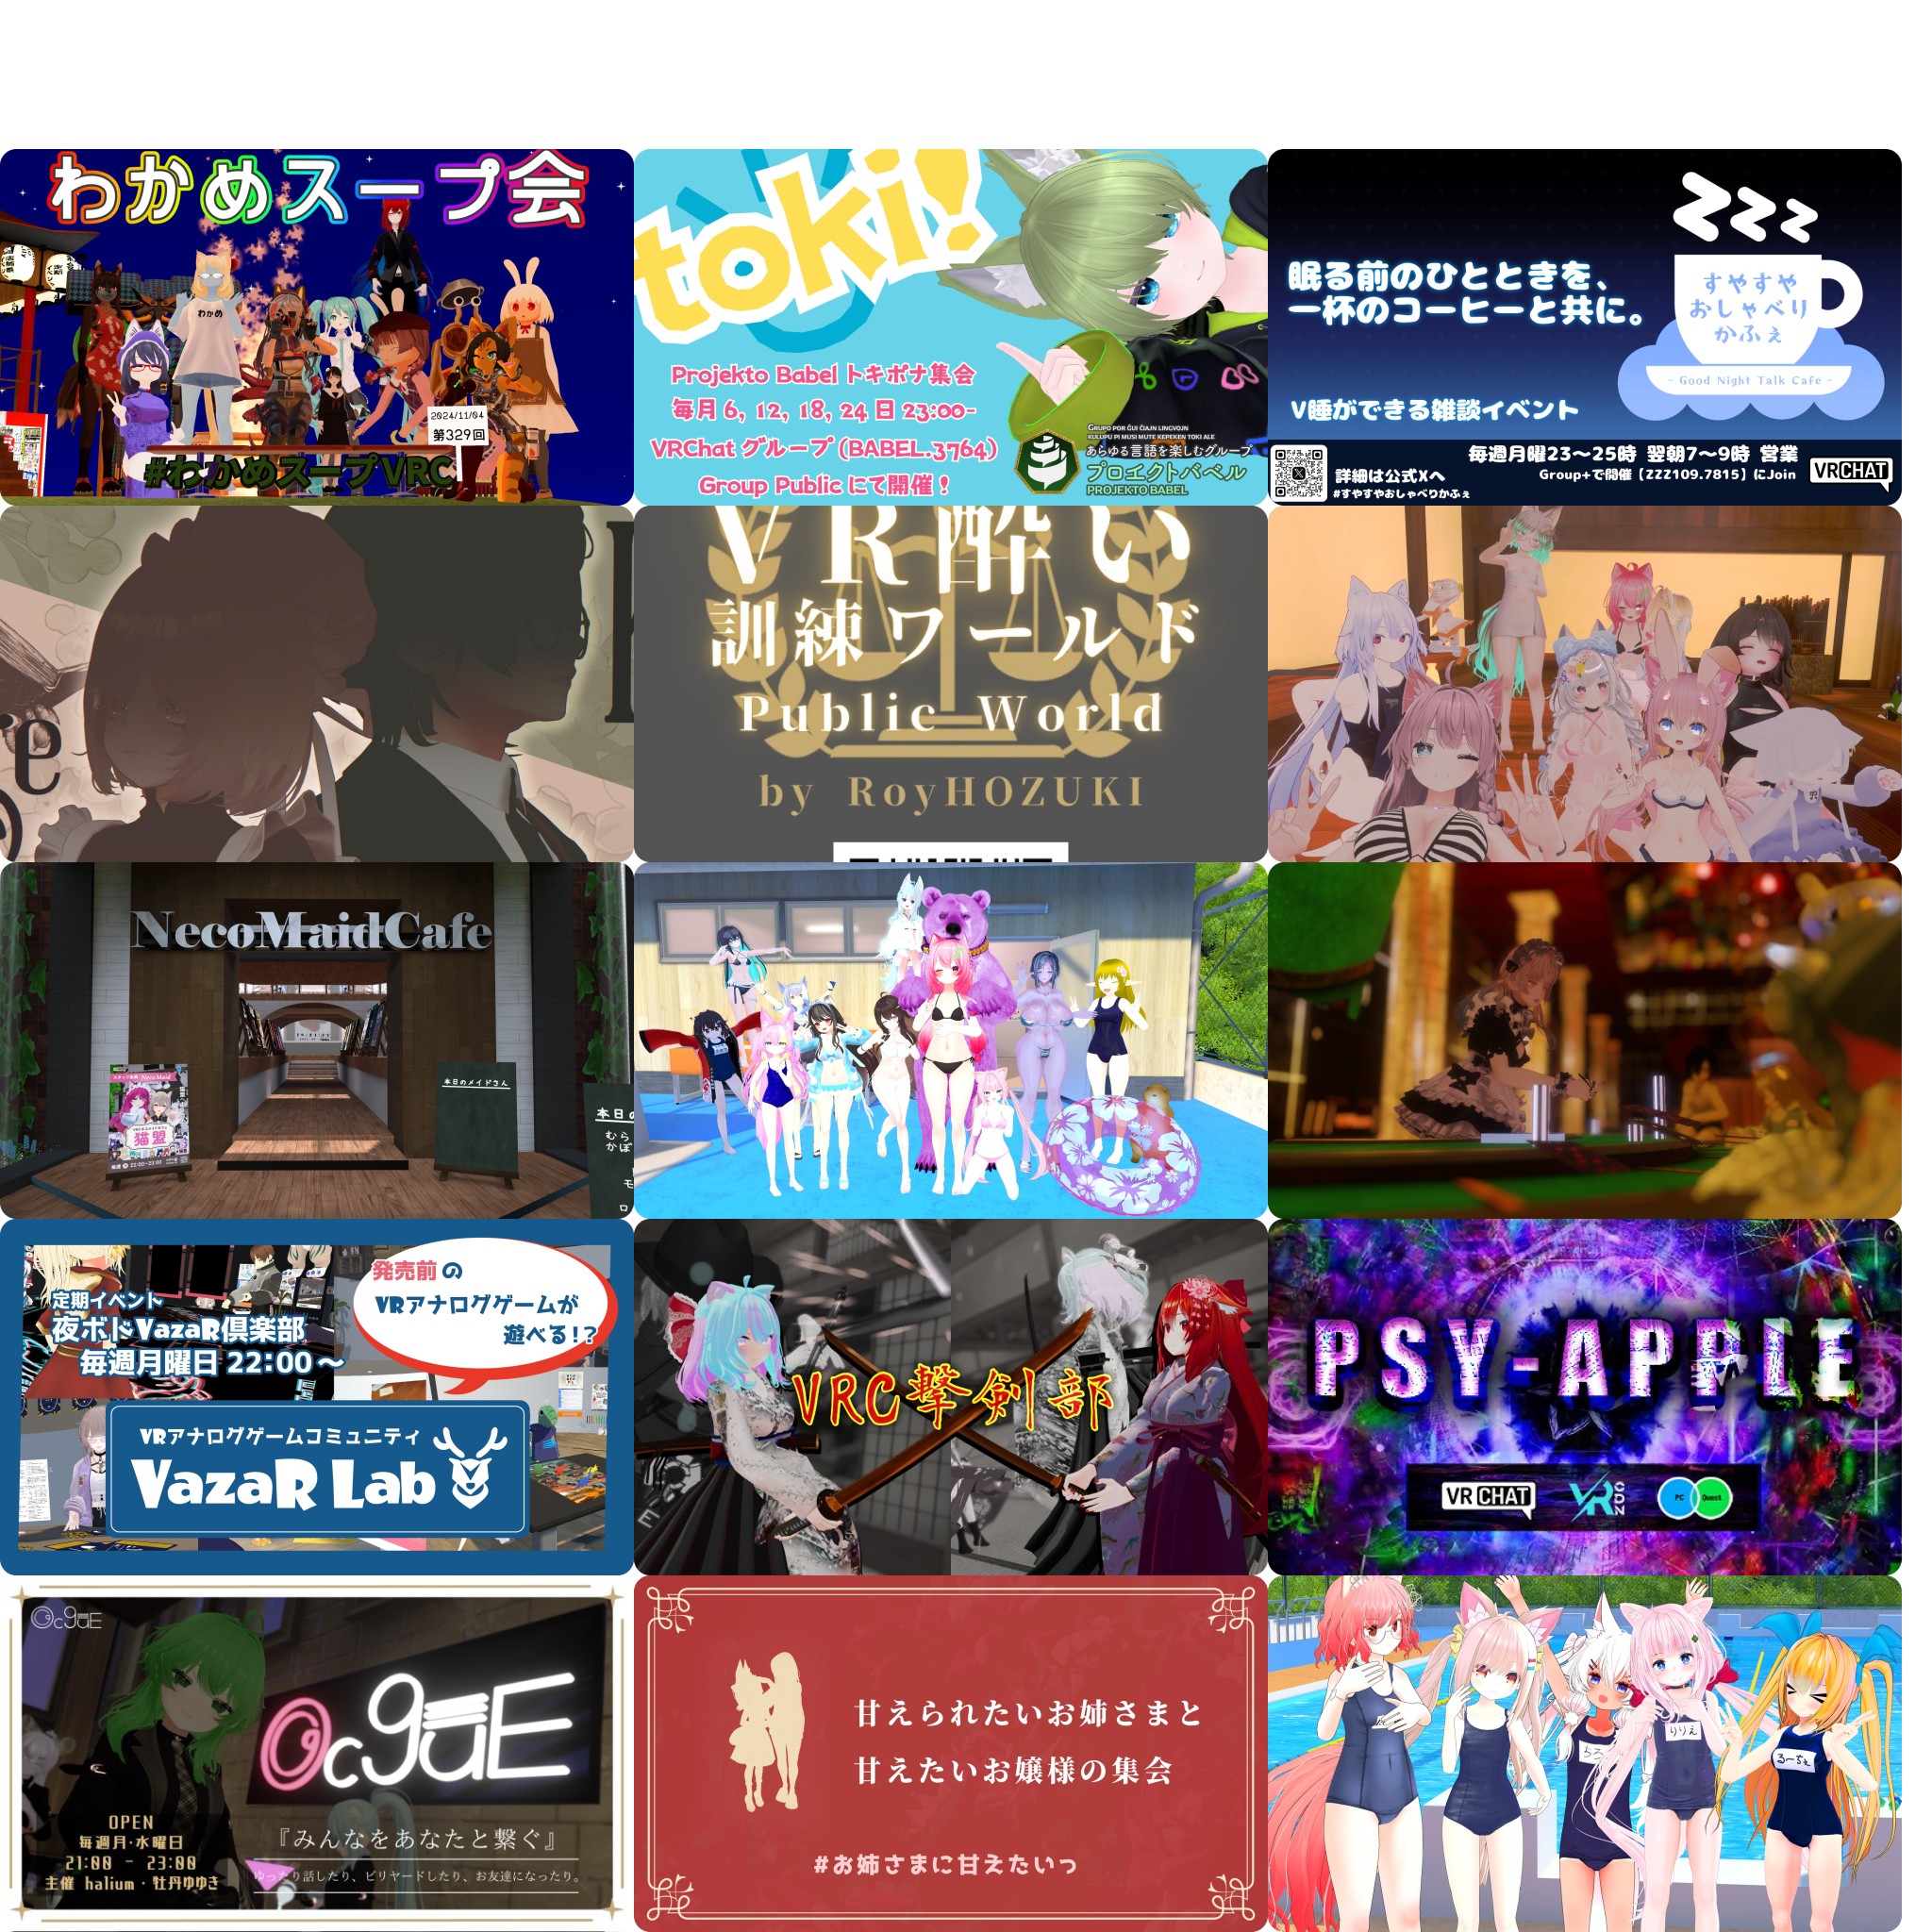 わかめスープ会
わかめ
2024/11/04
第329回
#わかめスープVRC
toki!
Projekto Babel トキポナ集会
毎月 6, 12, 18, 24 日 23:00-
VRChat グループ (BABEL.3764)
Group Public にて開催！
GRUPO POR ĜUI ĈIAJN LINGVOJN
KULUPU PI MUSI MUTE KEPEKEN TOKI ALE
あらゆる言語を楽しむグループ
プロエクトバベル
PROJEKTO BABEL
zzz
眠る前のひとときを、
一杯のコーヒーと共に。
すやすや
おしゃべり
かふぇ
- Good Night Talk Cafe -
V睡ができる雑談イベント
毎週月曜23～25時 翌朝7～9時 営業
詳細は公式Xへ
Group+で開催【ZZZ109.7815】にJoin
#すやすやおしゃべりかふぇ
VRCHAT
VR酔い
訓練ワールド
Public World
by RoyHOZUKI
NecoMaidCafe
本日のメイドさん
猫盟
本日の
むら
かぼ
モ
ロ
発売前の
VRアナログゲームが
遊べる!?
定期イベント
夜ボドVazaR倶楽部
毎週月曜日 22:00～
VRアナログゲームコミュニティ
VazaR Lab
VRC撃剣部
PSY-APPLE
VRCHAT
PC
Quest
OcguE
OcguE
OPEN
毎週月・水曜日
21:00 - 23:00
主催 halium・牡丹ゆゆき
『みんなをあなたと繋ぐ』
ゆったり話したり、ビリヤードしたり、お友達になったり。
甘えられたいお姉さまと
甘えたいお嬢様の集会
#お姉さまに甘えたいっ
りりえ
るーちぇ